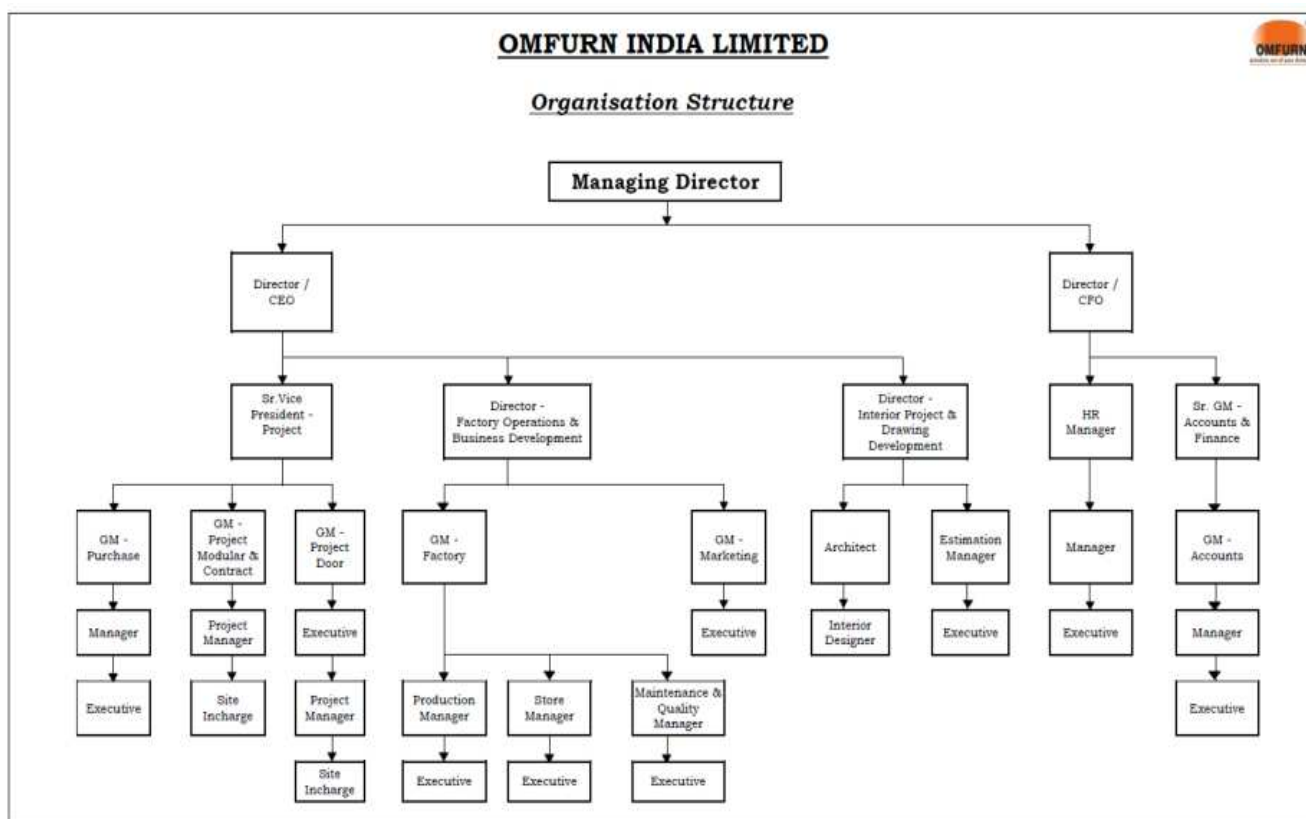 OMFURN INDIA LIMITED
OMFURN
Organisation Structure
Managing Director
Director /
CEO
Director /
CFO
Sr.Vice
President -
Project
Director -
Factory Operations &
Business Development
Director -
Interior Project &
Drawing
Development
HR
Manager
Sr. GM -
Accounts &
Finance
GM -
Purchase
GM -
Project
Modular &
Contract
GM -
Project
Door
GM -
Factory
GM -
Marketing
Architect
Estimation
Manager
Manager
GM -
Accounts
Manager
Project
Manager
Executive
Executive
Interior
Designer
Executive
Executive
Manager
Executive
Site
Incharge
Project
Manager
Production
Manager
Store
Manager
Maintenance &
Quality
Manager
Executive
Site
Incharge
Executive
Executive
Executive